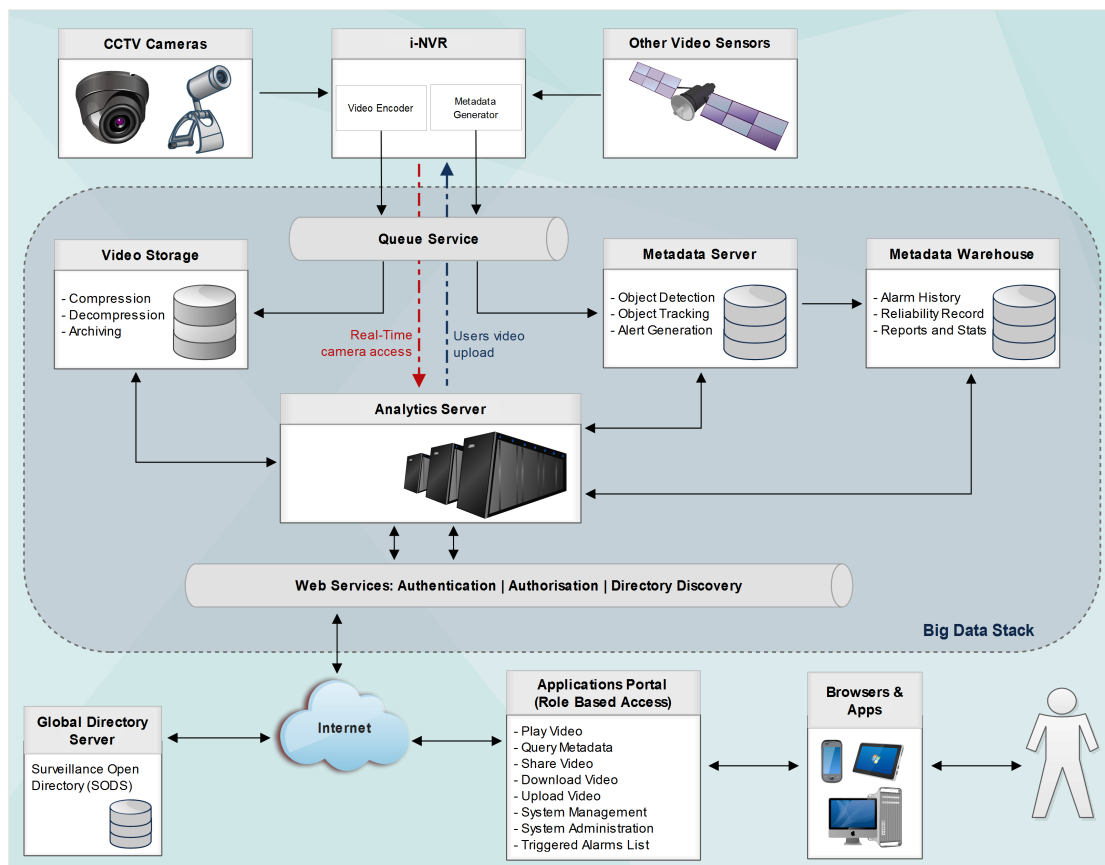 CCTV Cameras
i-NVR
Other Video Sensors
Video Encoder
Metadata
Generator
Queue Service
Video Storage
- Compression
- Decompression
- Archiving
Metadata Server
- Object Detection
- Object Tracking
- Alert Generation
Metadata Warehouse
- Alarm History
- Reliability Record
- Reports and Stats
Real-Time
camera access
Users video
upload
Analytics Server
Web Services: Authentication | Authorisation | Directory Discovery
Big Data Stack
Global Directory
Server
Surveillance Open
Directory (SODS)
Internet
Applications Portal
(Role Based Access)
- Play Video
- Query Metadata
- Share Video
- Download Video
- Upload Video
- System Management
- System Administration
- Triggered Alarms List
Browsers &
Apps